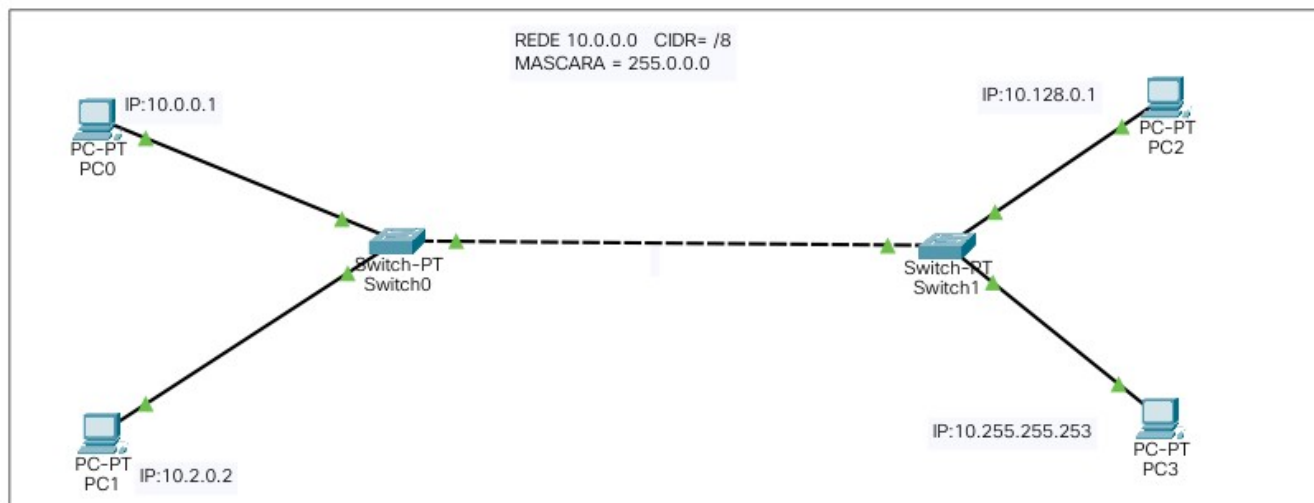 REDE 10.0.0.0 CIDR= /8
MASCARA = 255.0.0.0
IP:10.0.0.1
PC-PT
PC0
IP:10.128.0.1
PC-PT
PC2
Switch-PT
Switch0
Switch-PT
Switch1
PC-PT
PC1
IP:10.2.0.2
IP:10.255.255.253
PC-PT
PC3